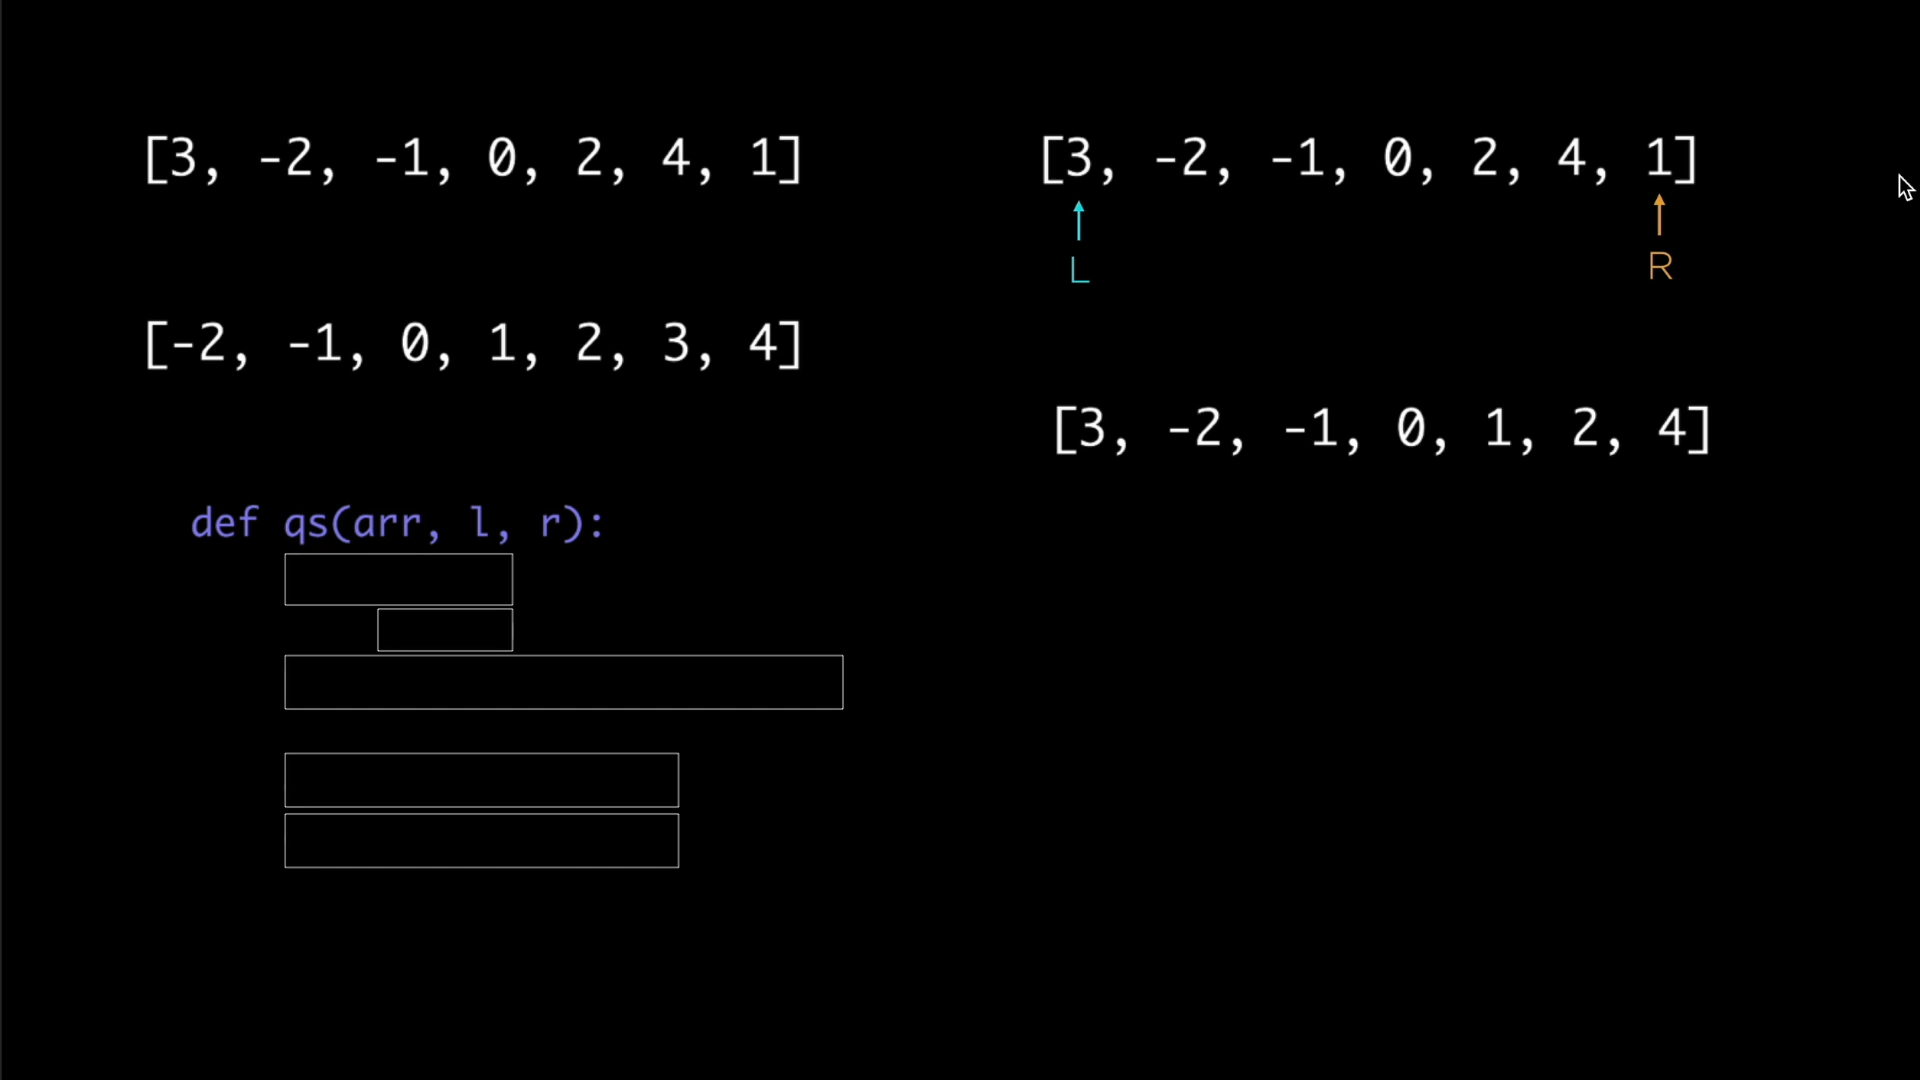 [3, -2, -1, 0, 2, 4, 1]
[-2, -1, 0, 1, 2, 3, 4]
def qs(arr, l, r):
[3, -2, -1, 0, 2, 4, 1]
L R
[3, -2, -1, 0, 1, 2, 4]